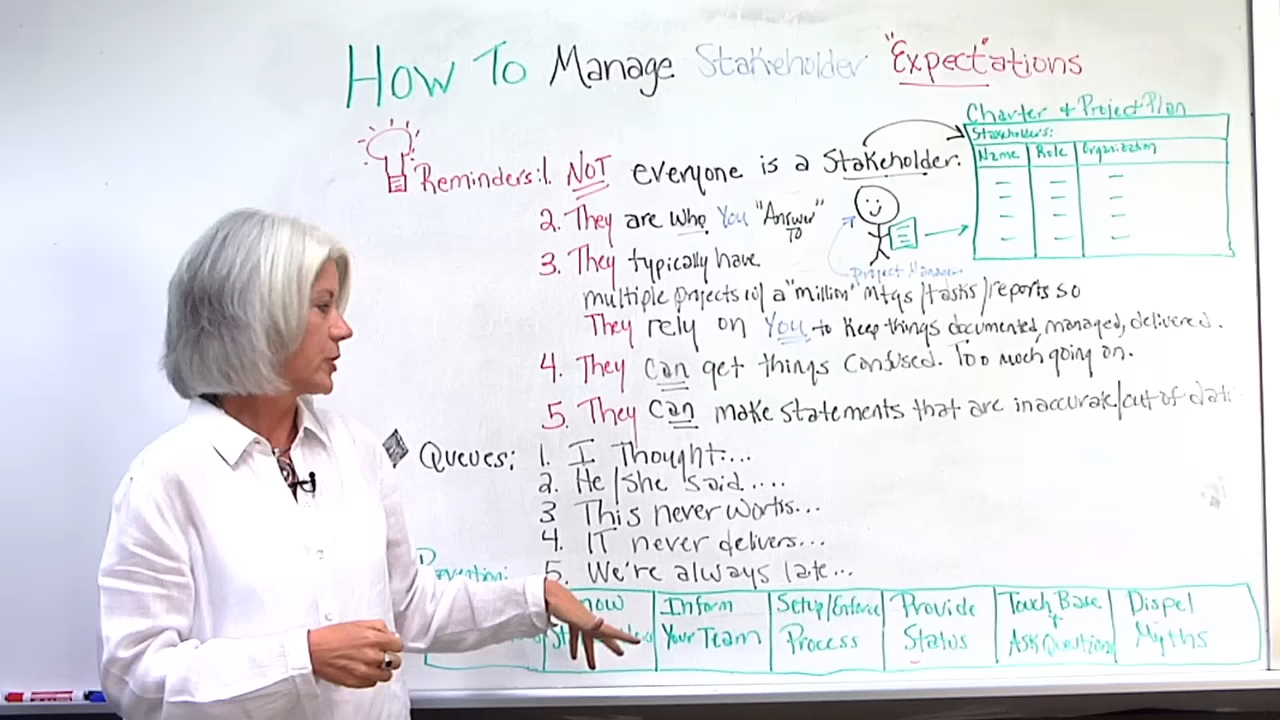 How To Manage Stakeholder "Expectations
Charter + Project Plan
Stakeholders:
Name Role Organization
Reminders: 1. NOT everyone is a Stakeholder.
2. They are who You "Answer" TO
3. They typically have
Project Manager
multiple projects w/ a "million" mtgs/tasks/reports so
They rely on You to keep things documented, managed, delivered.
4. They can get things confused. Too much going on.
5. They can make statements that are inaccurate/out of date
Queues: 1. I Thought....
2. He/she said....
3 This never works...
4. IT never delivers...
5. We're always late...
Inform Your Team
Setup/Enforce Process
Provide Status
Touch Base + Ask Question
Dispel Myths